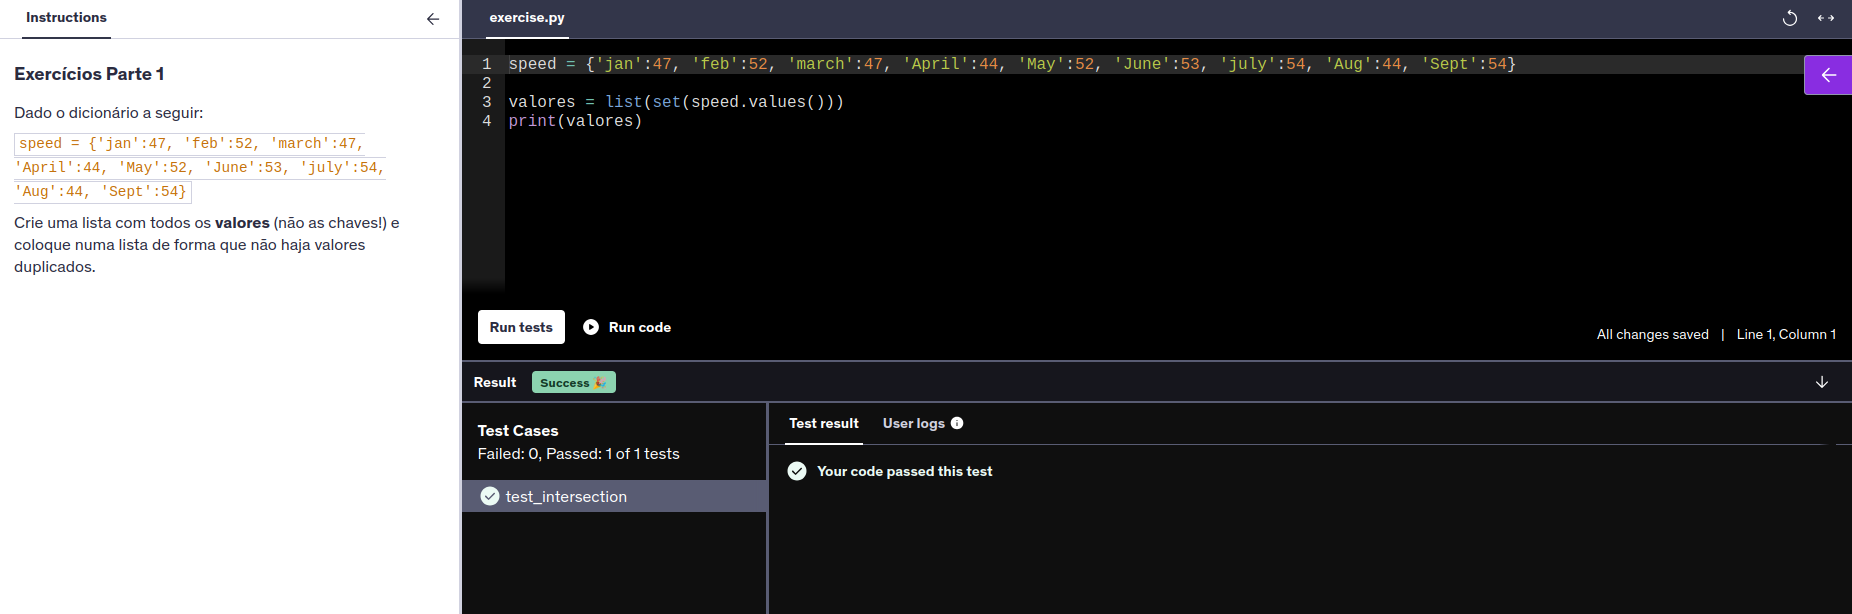 Instructions
Exercícios Parte 1
Dado o dicionário a seguir:
speed = {'jan':47, 'feb':52, 'march':47,
'April':44, 'May':52, 'June':53, 'july':54,
'Aug':44, 'Sept':54}
Crie uma lista com todos os valores (não as chaves!) e
coloque numa lista de forma que não haja valores
duplicados.
exercise.py
1 speed = {'jan':47, 'feb':52, 'march':47, 'April':44, 'May':52, 'June':53, 'july':54, 'Aug':44, 'Sept':54}
2
3 valores = list(set(speed.values()))
4 print(valores)
Run tests Run code
All changes saved | Line 1, Column 1
Result Success 🎉
Test Cases
Failed: 0, Passed: 1 of 1 tests
test_intersection
Test result User logs
Your code passed this test